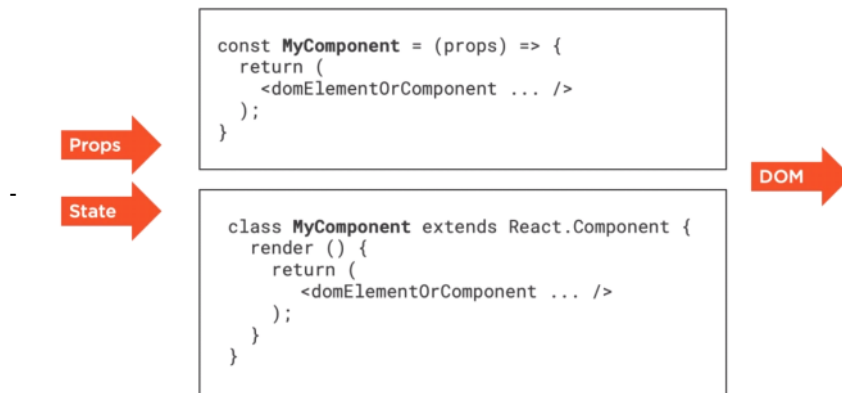 const MyComponent = (props) => {
  return (
    <domElementOrComponent ... />
  );
}
Props
DOM
-
State
class MyComponent extends React.Component {
  render () {
    return (
      <domElementOrComponent ... />
    );
  }
}